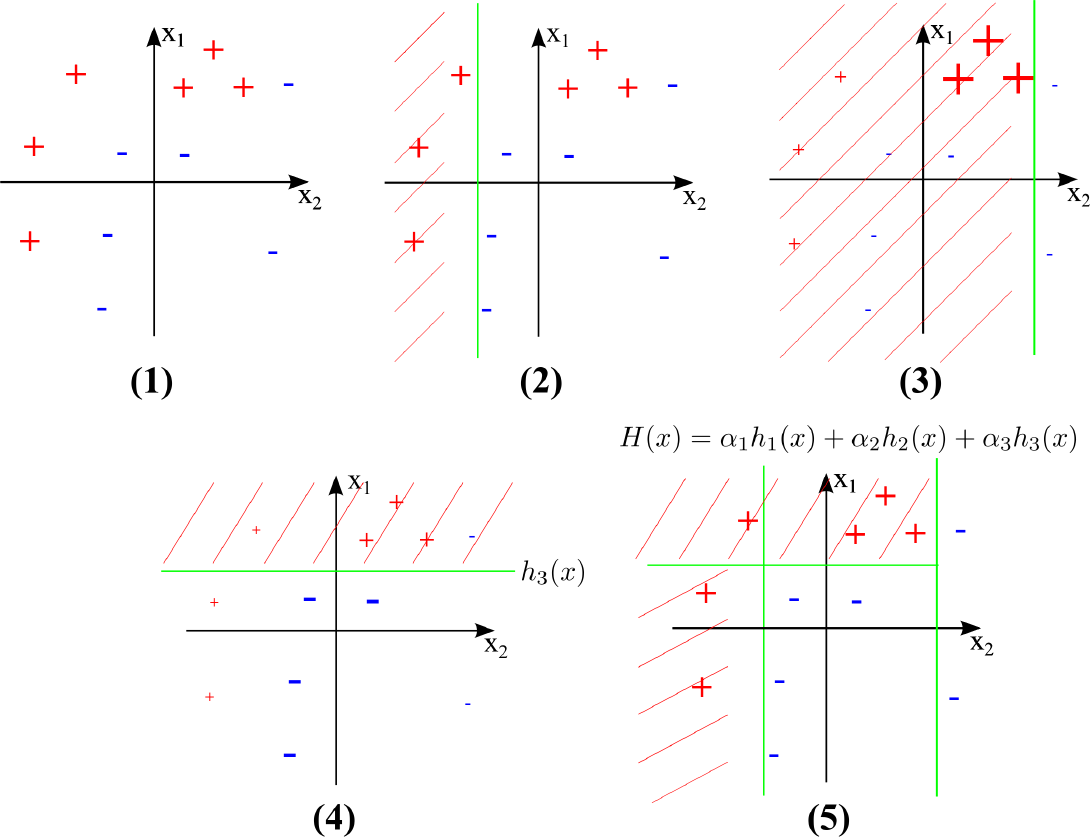 x₁
x₂
(1)
x₁
x₂
(2)
x₁
x₂
(3)
x₁
h₃(x)
x₂
(4)
H(x) = α₁h₁(x) + α₂h₂(x) + α₃h₃(x)
x₁
x₂
(5)